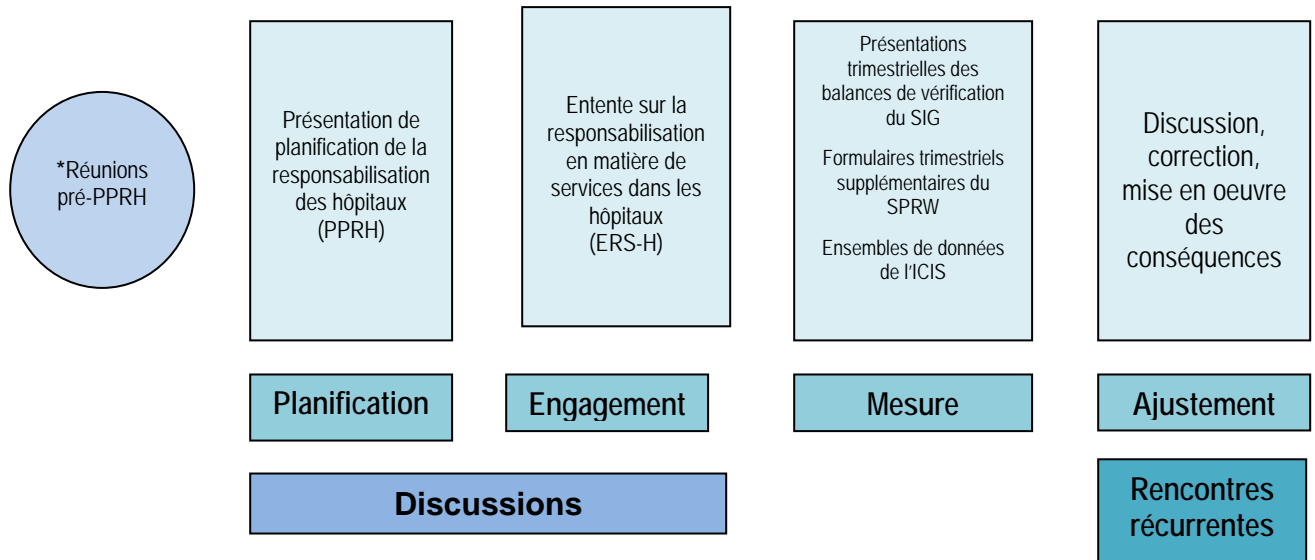 *Réunions
pré-PPRH
Présentation de
planification de la
responsabilisation
des hôpitaux
(PPRH)
Entente sur la
responsabilisation
en matière de
services dans les
hôpitaux
(ERS-H)
Présentations
trimestrielles des
balances de vérification
du SIG
Formulaires trimestriels
supplémentaires du
SPRW
Ensembles de données
de l'ICIS
Discussion,
correction,
mise en oeuvre
des
conséquences
Planification
Engagement
Mesure
Ajustement
Discussions
Rencontres
récurrentes